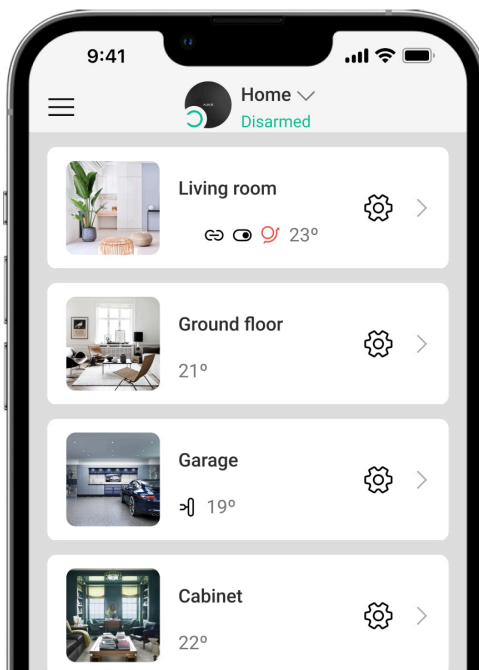 9:41
Home
Disarmed
Living room
23°
Ground floor
21°
Garage
19°
Cabinet
22°